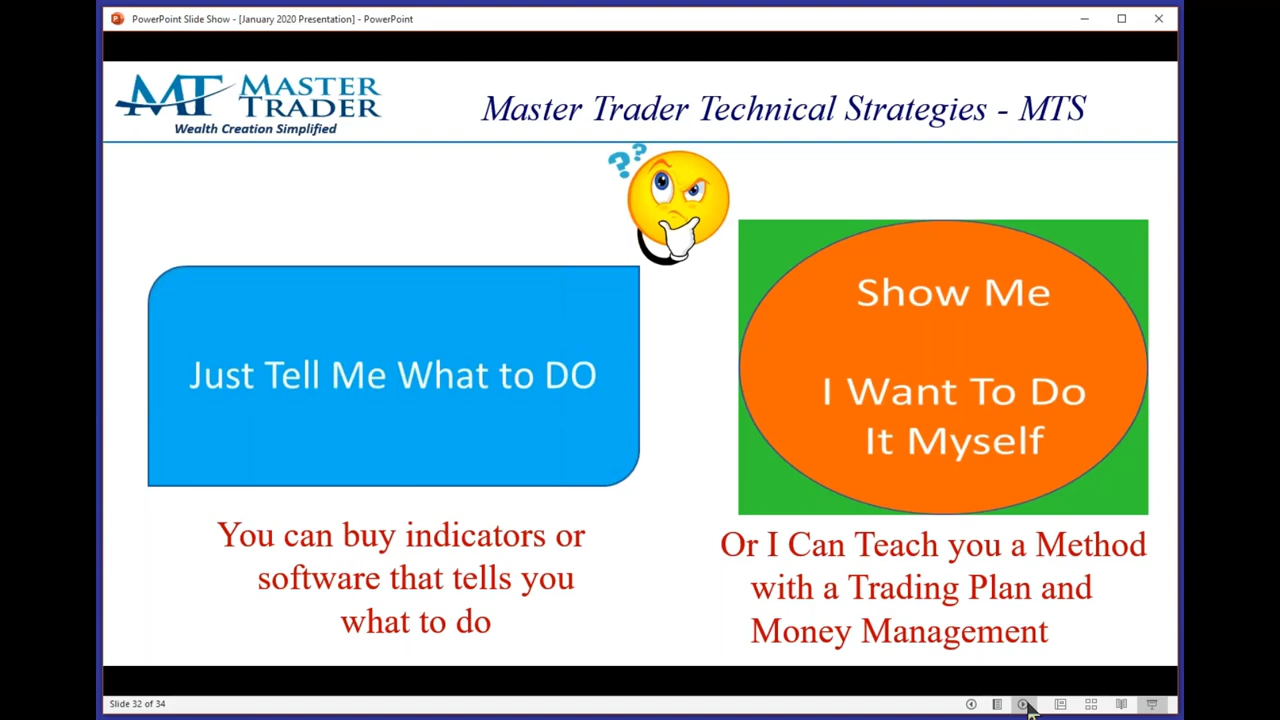 PowerPoint Slide Show - [January 2020 Presentation] - PowerPoint
MT MASTER
TRADER
Wealth Creation Simplified
Master Trader Technical Strategies - MTS
? ?
Just Tell Me What to DO
Show Me
I Want To Do
It Myself
You can buy indicators or
software that tells you
what to do
Or I Can Teach you a Method
with a Trading Plan and
Money Management
Slide 32 of 34